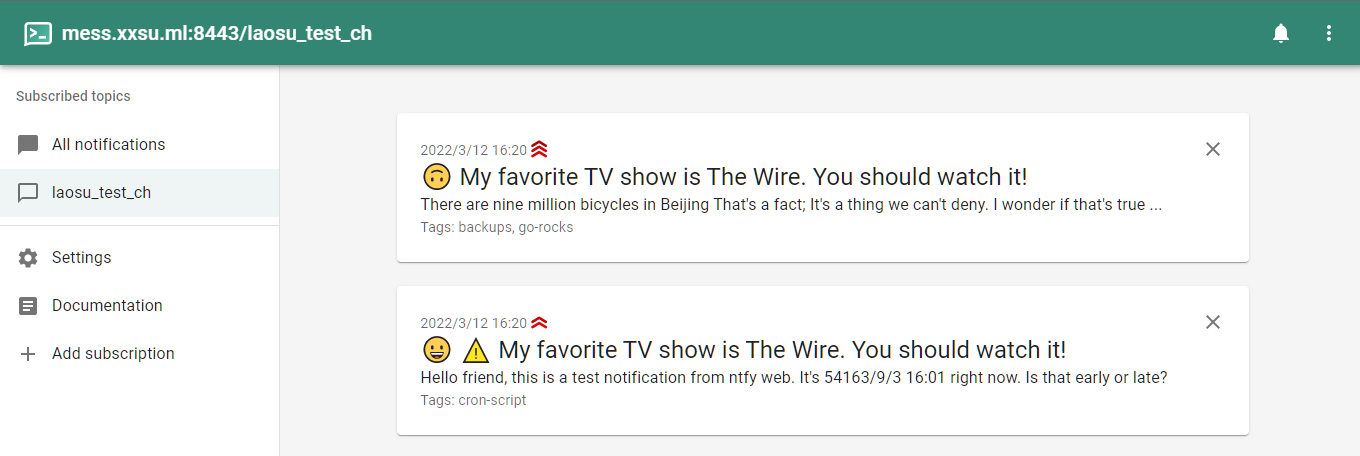 mess.xxsu.ml:8443/laosu_test_ch
Subscribed topics
All notifications
laosu_test_ch
Settings
Documentation
Add subscription
2022/3/12 16:20
🙃 My favorite TV show is The Wire. You should watch it!
There are nine million bicycles in Beijing That's a fact; It's a thing we can't deny. I wonder if that's true ...
Tags: backups, go-rocks
2022/3/12 16:20
😀 ⚠️ My favorite TV show is The Wire. You should watch it!
Hello friend, this is a test notification from ntfy web. It's 54163/9/3 16:01 right now. Is that early or late?
Tags: cron-script